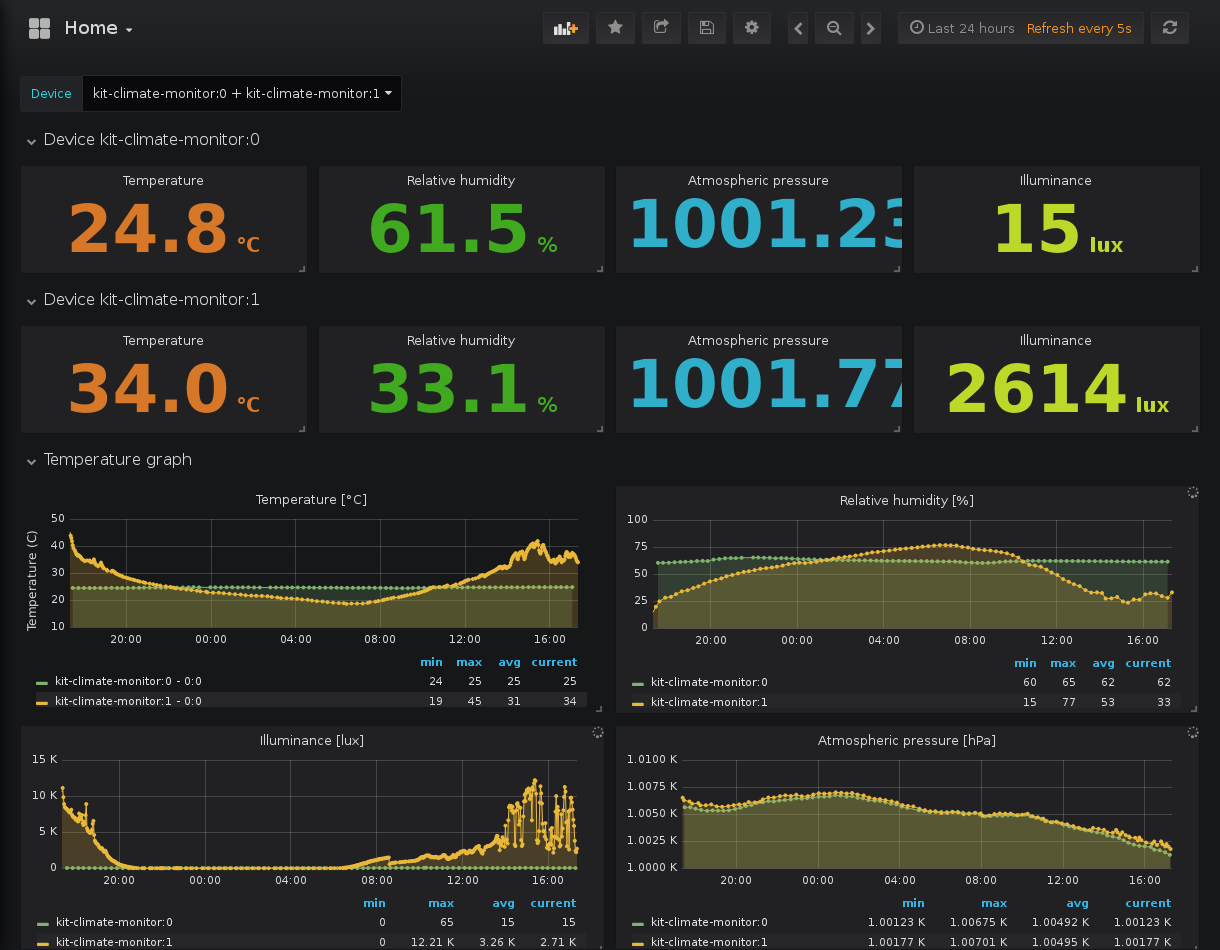 Home
Last 24 hours Refresh every 5s
Device kit-climate-monitor:0 + kit-climate-monitor:1
Device kit-climate-monitor:0
Temperature Relative humidity Atmospheric pressure Illuminance
24.8 °C 61.5 % 1001.23 15 lux
Device kit-climate-monitor:1
Temperature Relative humidity Atmospheric pressure Illuminance
34.0 °C 33.1 % 1001.77 2614 lux
Temperature graph
Temperature [°C]
Temperature (C)
50
40
30
20
10
20:00 00:00 04:00 08:00 12:00 16:00
min max avg current
kit-climate-monitor:0 - 0:0 24 25 25 25
kit-climate-monitor:1 - 0:0 19 45 31 34
Relative humidity [%]
100
75
50
25
0
20:00 00:00 04:00 08:00 12:00 16:00
min max avg current
kit-climate-monitor:0 60 65 62 62
kit-climate-monitor:1 15 77 53 33
Illuminance [lux]
15 K
10 K
5 K
0
20:00 00:00 04:00 08:00 12:00 16:00
min max avg current
kit-climate-monitor:0 0 65 15 15
kit-climate-monitor:1 0 12.21 K 3.26 K 2.71 K
Atmospheric pressure [hPa]
1.0100 K
1.0075 K
1.0050 K
1.0025 K
1.0000 K
20:00 00:00 04:00 08:00 12:00 16:00
min max avg current
kit-climate-monitor:0 1.00123 K 1.00675 K 1.00492 K 1.00123 K
kit-climate-monitor:1 1.00177 K 1.00701 K 1.00495 K 1.00177 K